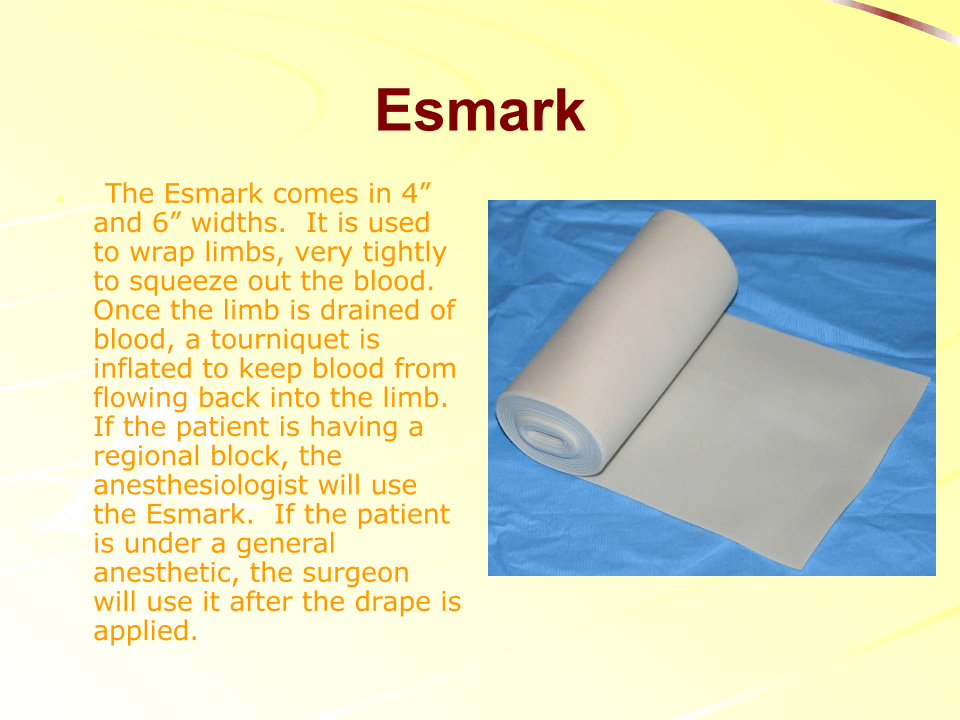 Esmark
The Esmark comes in 4”
and 6” widths.  It is used
to wrap limbs, very tightly
to squeeze out the blood.
Once the limb is drained of
blood, a tourniquet is
inflated to keep blood from
flowing back into the limb.
If the patient is having a
regional block, the
anesthesiologist will use
the Esmark.  If the patient
is under a general
anesthetic, the surgeon
will use it after the drape is
applied.